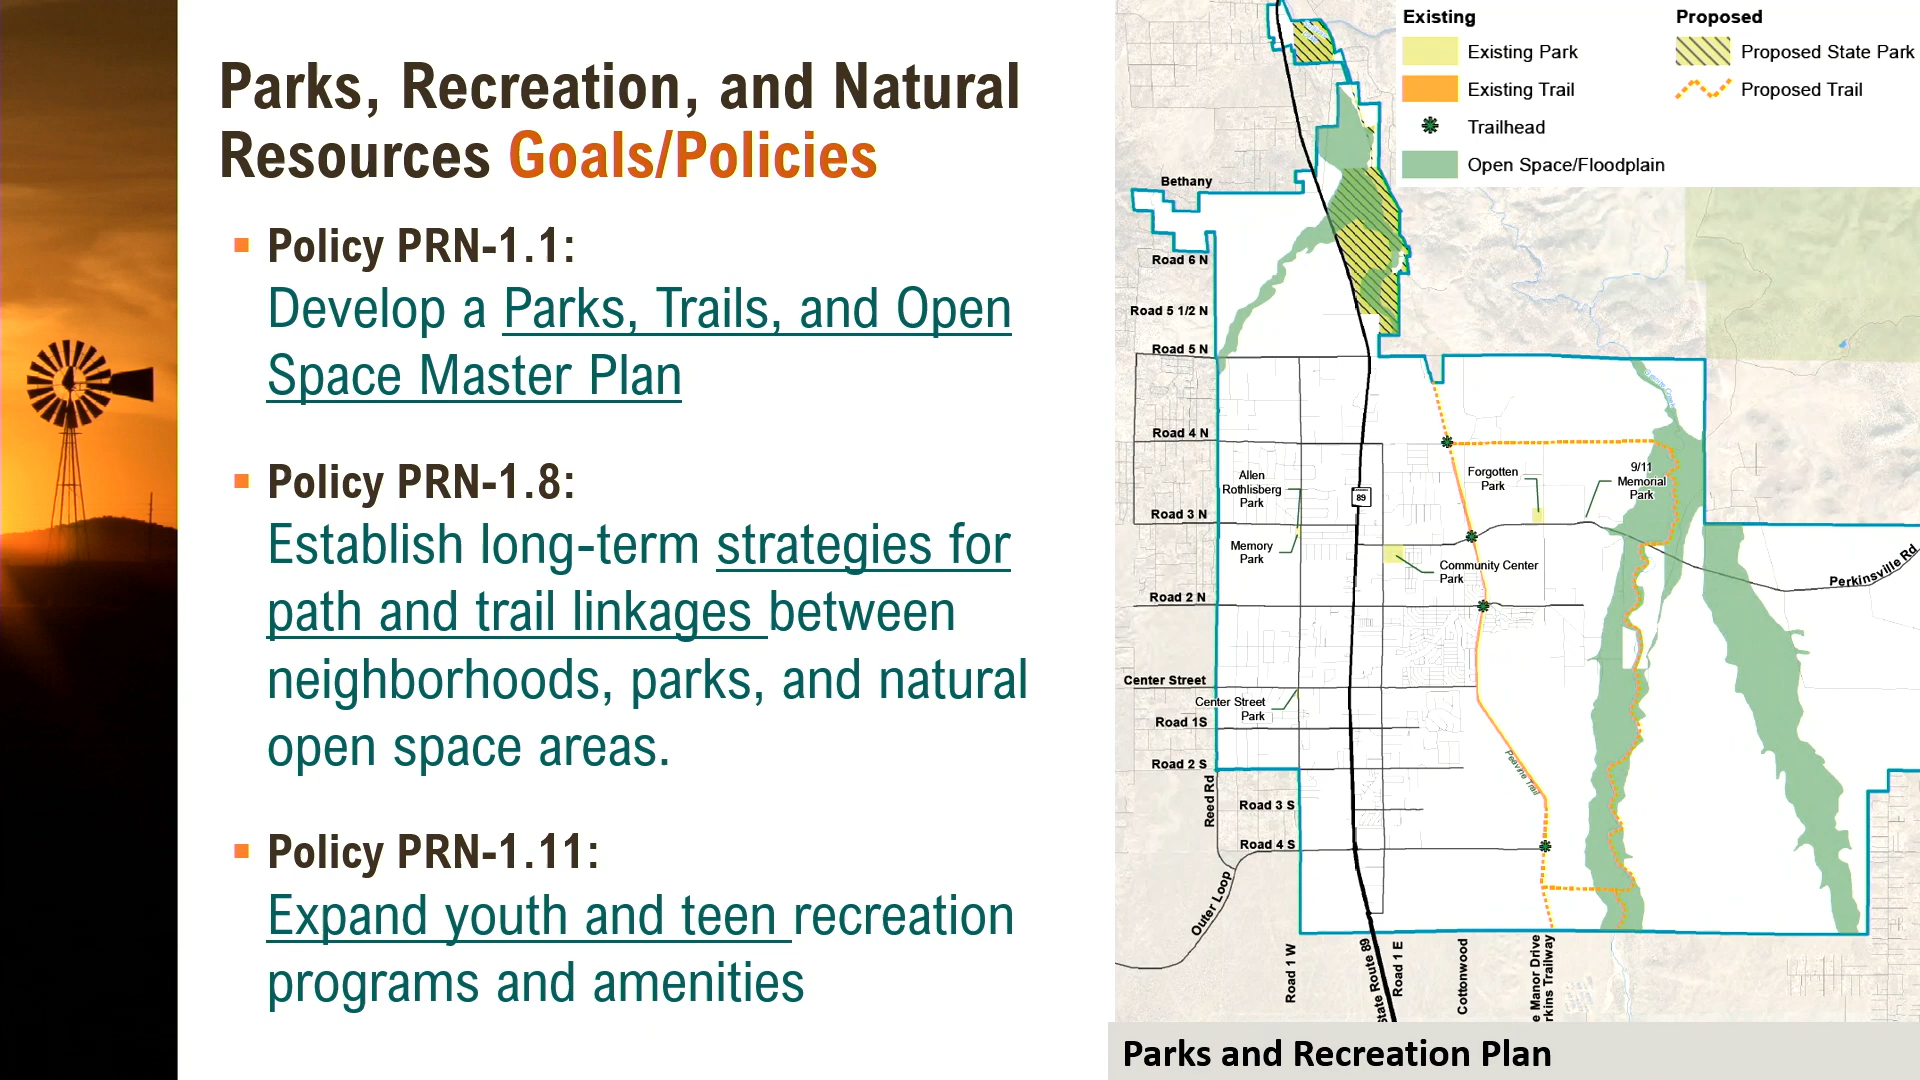 Parks, Recreation, and Natural
Resources Goals/Policies
Policy PRN-1.1:
Develop a Parks, Trails, and Open
Space Master Plan
Policy PRN-1.8:
Establish long-term strategies for
path and trail linkages between
neighborhoods, parks, and natural
open space areas.
Policy PRN-1.11:
Expand youth and teen recreation
programs and amenities
Existing
Existing Park
Existing Trail
Trailhead
Open Space/Floodplain
Proposed
Proposed State Park
Proposed Trail
Bethany
Road 6 N
Road 5 1/2 N
Road 5 N
Road 4 N
Allen
Rothlisberg
Park
89
Forgotten
Park
9/11
Memorial
Park
Road 3 N
Memory
Park
Community Center
Park
Perkinsville Rd
Road 2 N
Center Street
Center Street
Park
Road 1S
Road 2 S
Peavine Trail
Reed Rd
Road 3 S
Road 4 S
Outer Loop
Road 1 W
State Route 89
Road 1 E
Cottonwood
e Manor Drive
rkins Trailway
Parks and Recreation Plan